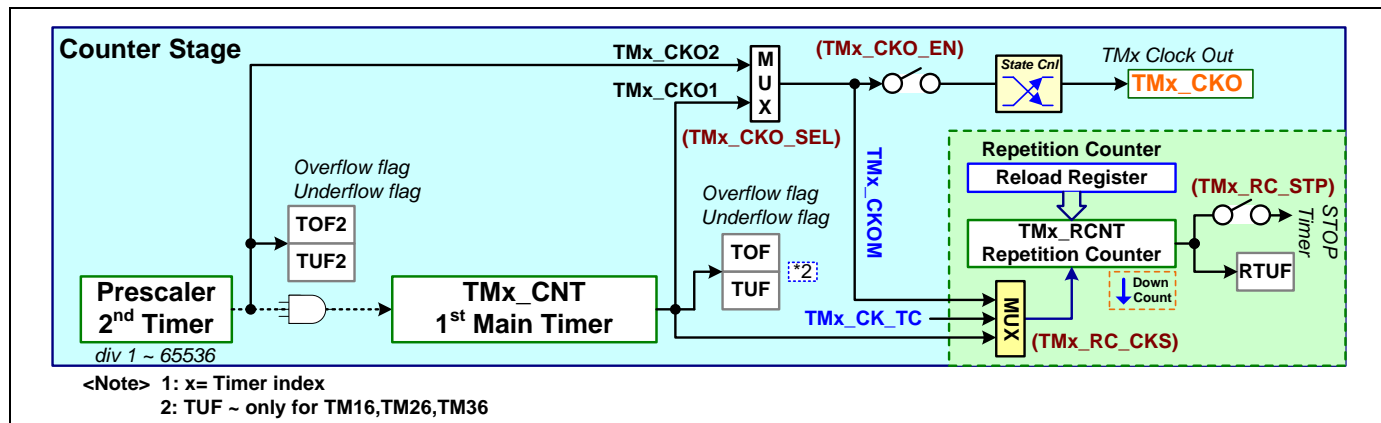 Counter Stage
TMx_CKO2
TMx_CKO1
MUX
(TMx_CKO_SEL)
(TMx_CKO_EN)
State Cnl
TMx Clock Out
TMx_CKO
TMx_CKOM
Overflow flag
Underflow flag
TOF2
TUF2
Overflow flag
Underflow flag
TOF
TUF
*2
Repetition Counter
Reload Register
(TMx_RC_STP)
TMx_RCNT
Repetition Counter
STOP
Timer
RTUF
Down
Count
Prescaler
2nd Timer
div 1 ~ 65536
TMx_CNT
1st Main Timer
TMx_CK_TC
MUX
(TMx_RC_CKS)
<Note> 1: x= Timer index
2: TUF ~ only for TM16,TM26,TM36